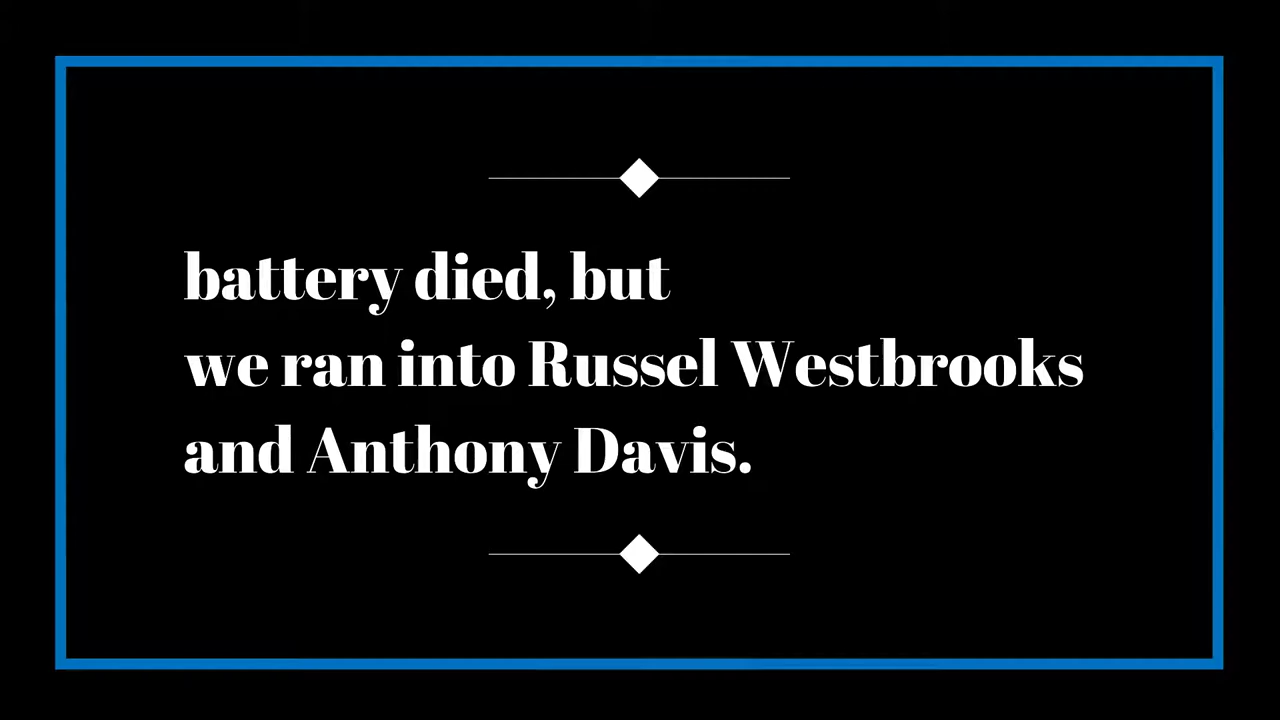 battery died, but
we ran into Russel Westbrooks
and Anthony Davis.